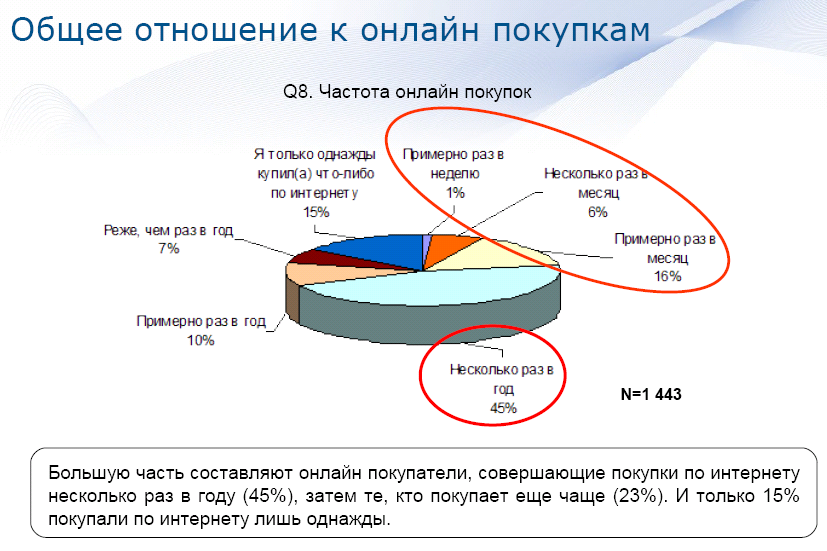 Общее отношение к онлайн покупкам
Q8. Частота онлайн покупок
Я только однажды
купил(а) что-либо
по интернету
15%
Примерно раз в
неделю
1%
Несколько раз в
месяц
6%
Примерно раз в
месяц
16%
Реже, чем раз в год
7%
Примерно раз в год
10%
Несколько раз в
год
45%
N=1 443
Большую часть составляют онлайн покупатели, совершающие покупки по интернету
несколько раз в году (45%), затем те, кто покупает еще чаще (23%). И только 15%
покупали по интернету лишь однажды.